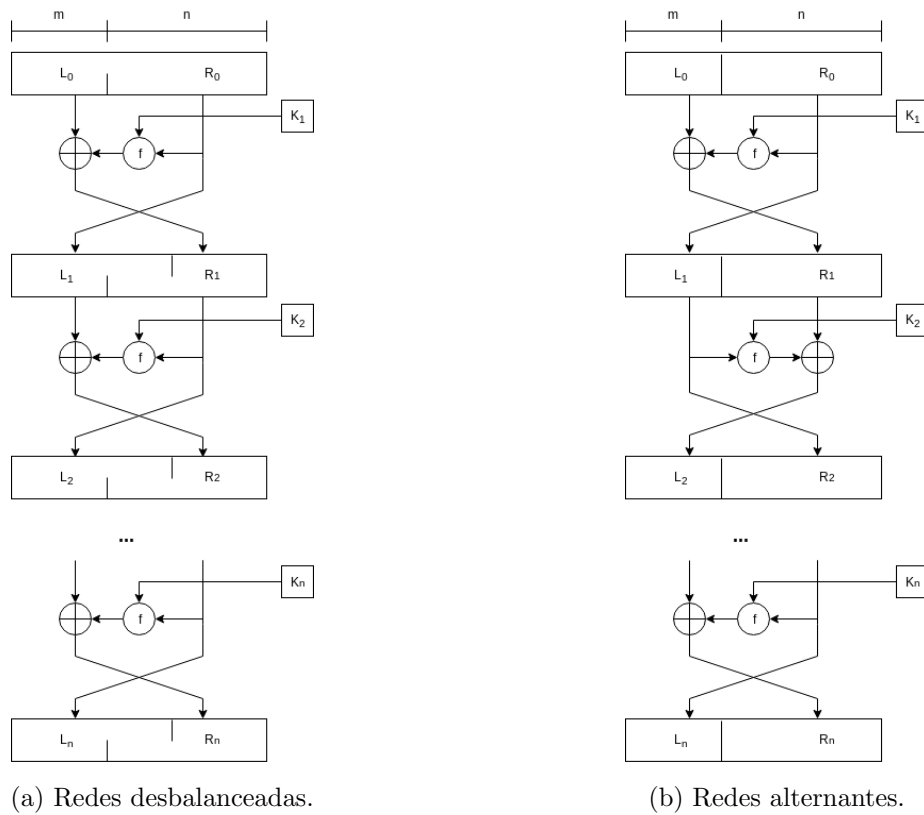 m n
L0 R0
K1
f
L1 R1
K2
f
L2 R2
...
Kn
f
Ln Rn
(a) Redes desbalanceadas.
m n
L0 R0
K1
f
L1 R1
K2
f
L2 R2
...
Kn
f
Ln Rn
(b) Redes alternantes.